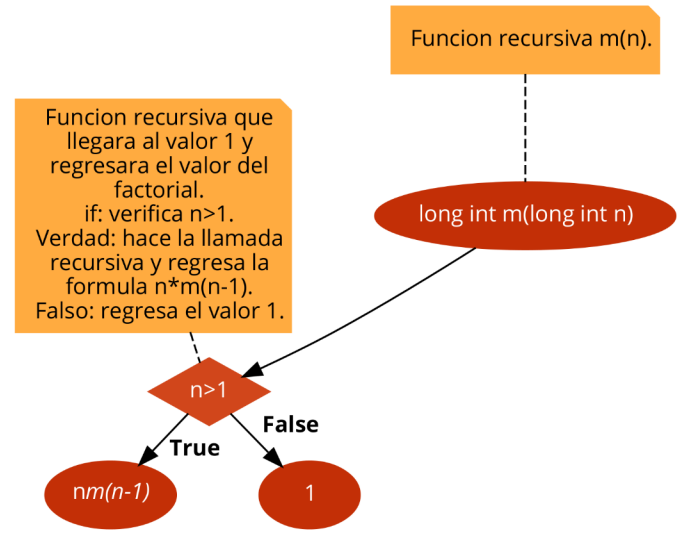 Funcion recursiva m(n).
Funcion recursiva que
llegara al valor 1 y
regresara el valor del
factorial.
if: verifica n>1.
Verdad: hace la llamada
recursiva y regresa la
formula n*m(n-1).
Falso: regresa el valor 1.
long int m(long int n)
n>1
True
False
nm(n-1)
1